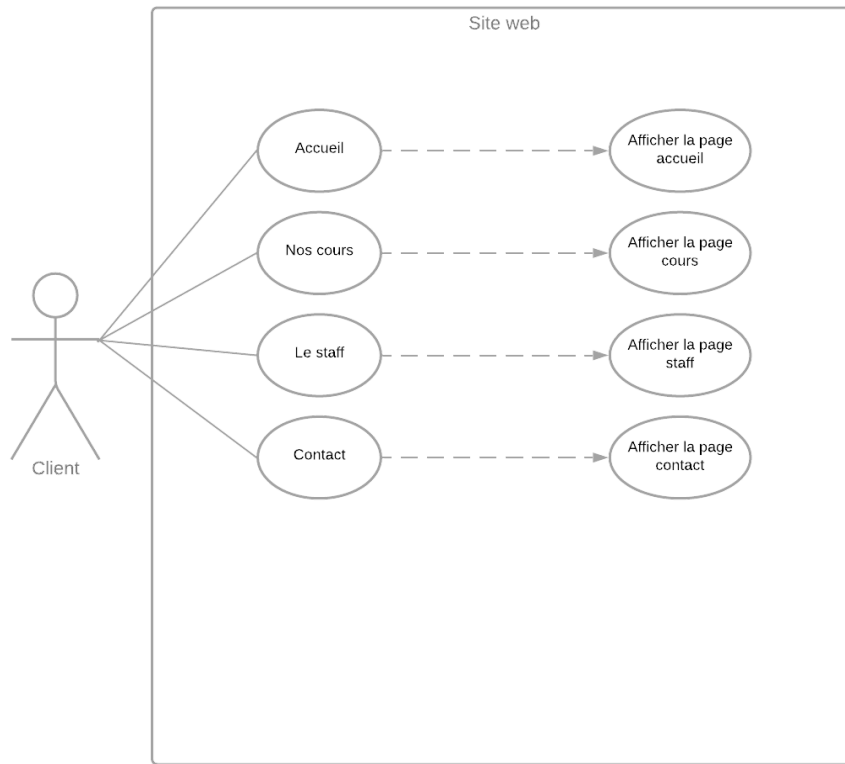 Site web
Accueil
Afficher la page
accueil
Nos cours
Afficher la page
cours
Le staff
Afficher la page
staff
Contact
Afficher la page
contact
Client